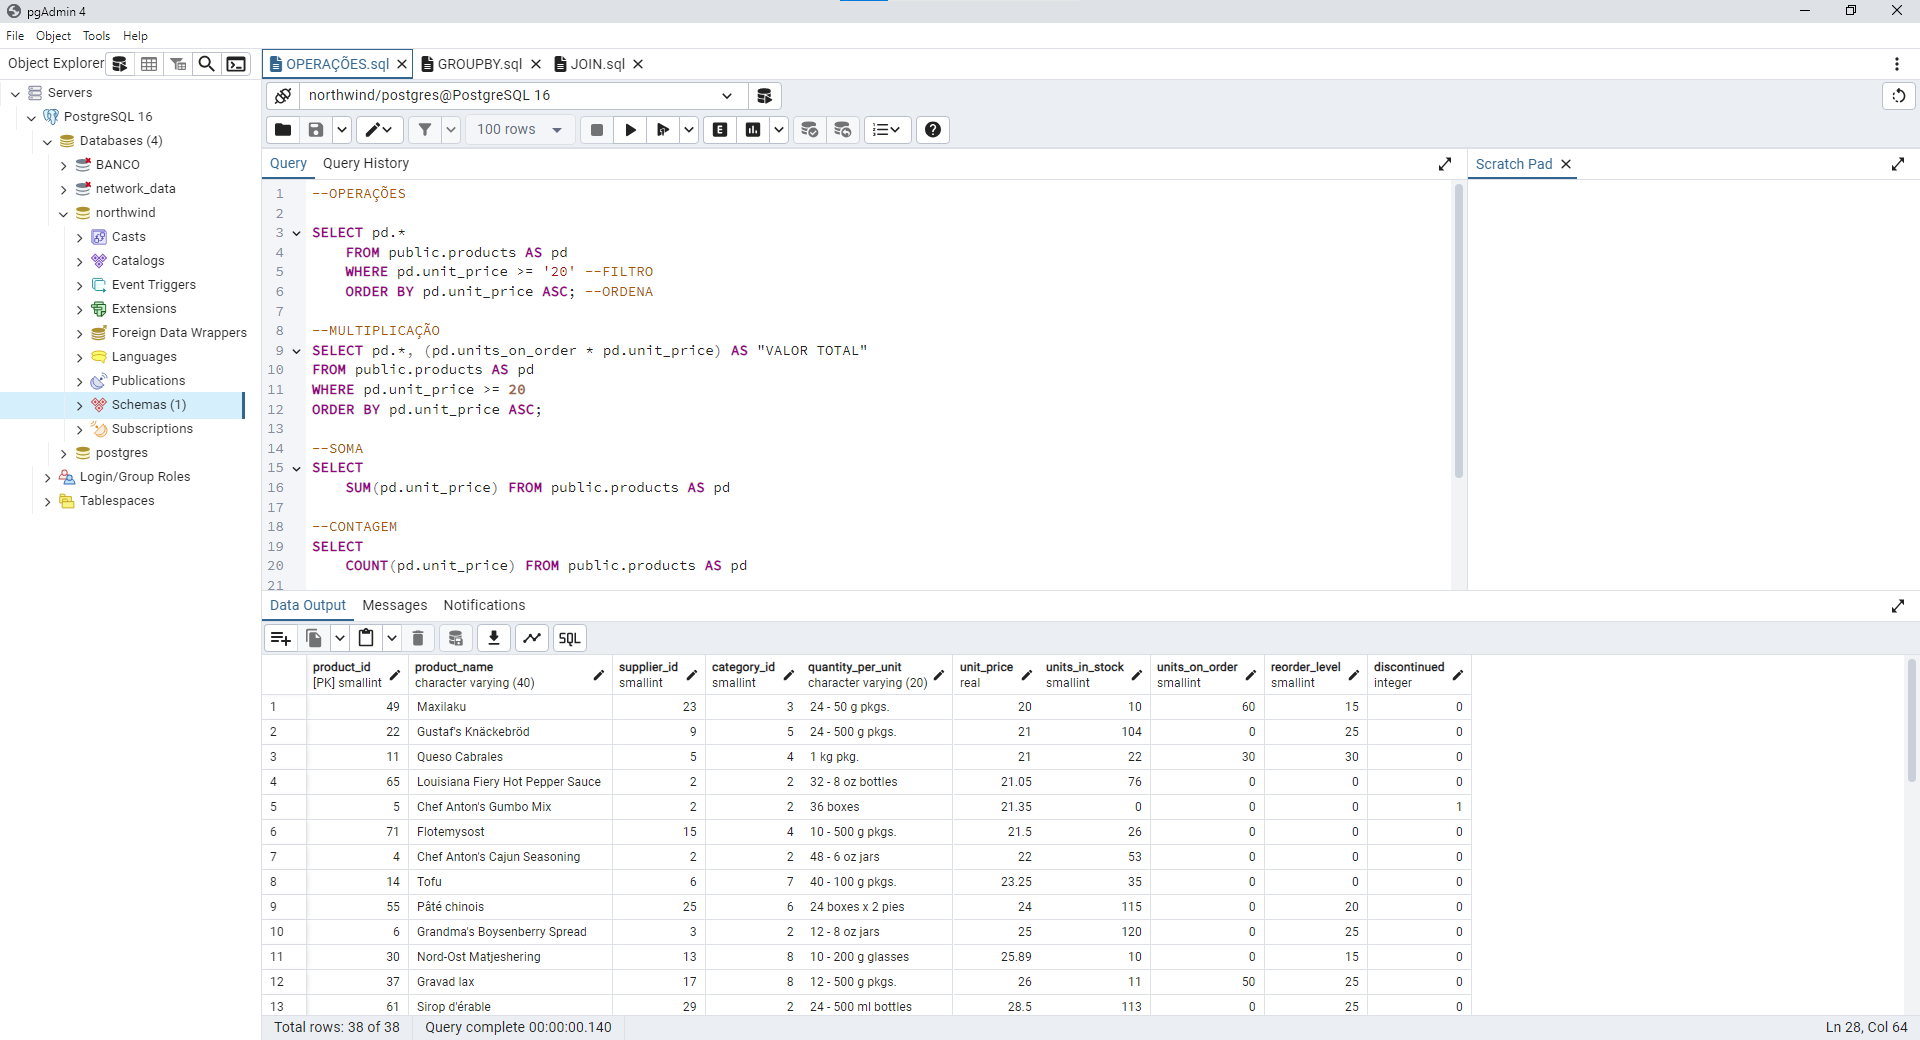 pgAdmin 4
File Object Tools Help
Object Explorer
OPERAÇÕES.sql GROUPBY.sql JOIN.sql
Servers
PostgreSQL 16
Databases (4)
BANCO
network_data
northwind
Casts
Catalogs
Event Triggers
Extensions
Foreign Data Wrappers
Languages
Publications
Schemas (1)
Subscriptions
postgres
Login/Group Roles
Tablespaces
northwind/postgres@PostgreSQL 16
100 rows E
Query Query History
Scratch Pad
1 --OPERAÇÕES
2
3 SELECT pd.*
4 FROM public.products AS pd
5 WHERE pd.unit_price >= '20' --FILTRO
6 ORDER BY pd.unit_price ASC; --ORDENA
7
8 --MULTIPLICAÇÃO
9 SELECT pd.*, (pd.units_on_order * pd.unit_price) AS "VALOR TOTAL"
10 FROM public.products AS pd
11 WHERE pd.unit_price >= 20
12 ORDER BY pd.unit_price ASC;
13
14 --SOMA
15 SELECT
16 SUM(pd.unit_price) FROM public.products AS pd
17
18 --CONTAGEM
19 SELECT
20 COUNT(pd.unit_price) FROM public.products AS pd
21
Data Output Messages Notifications
SQL
product_id product_name supplier_id category_id quantity_per_unit unit_price units_in_stock units_on_order reorder_level discontinued
[PK] smallint character varying (40) smallint smallint character varying (20) real smallint smallint smallint integer
1 49 Maxilaku 23 3 24 - 50 g pkgs. 20 10 60 15 0
2 22 Gustaf's Knäckebröd 9 5 24 - 500 g pkgs. 21 104 0 25 0
3 11 Queso Cabrales 5 4 1 kg pkg. 21 22 30 30 0
4 65 Louisiana Fiery Hot Pepper Sauce 2 2 32 - 8 oz bottles 21.05 76 0 0 0
5 5 Chef Anton's Gumbo Mix 2 2 36 boxes 21.35 0 0 0 1
6 71 Flotemysost 15 4 10 - 500 g pkgs. 21.5 26 0 0 0
7 4 Chef Anton's Cajun Seasoning 2 2 48 - 6 oz jars 22 53 0 0 0
8 14 Tofu 6 7 40 - 100 g pkgs. 23.25 35 0 0 0
9 55 Pâté chinois 25 6 24 boxes x 2 pies 24 115 0 20 0
10 6 Grandma's Boysenberry Spread 3 2 12 - 8 oz jars 25 120 0 25 0
11 30 Nord-Ost Matjeshering 13 8 10 - 200 g glasses 25.89 10 0 15 0
12 37 Gravad lax 17 8 12 - 500 g pkgs. 26 11 50 25 0
13 61 Sirop d'érable 29 2 24 - 500 ml bottles 28.5 113 0 25 0
Total rows: 38 of 38 Query complete 00:00:00.140 Ln 28, Col 64